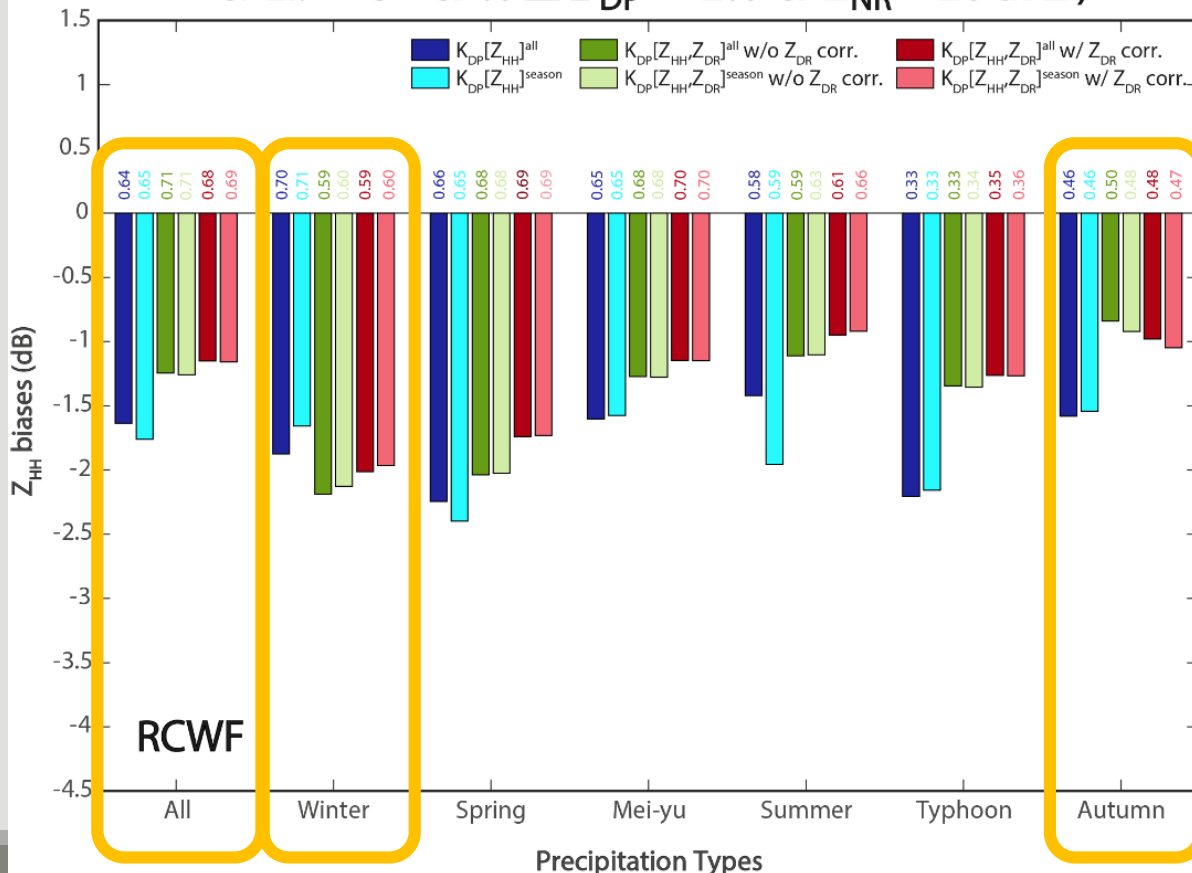 1.5
1
0.5
0
-0.5
-1
-1.5
-2
-2.5
-3
-3.5
-4
-4.5
Z_HH biases (dB)
K_DP[Z_HH]^all K_DP[Z_HH,Z_DR]^all w/o Z_DR corr. K_DP[Z_HH,Z_DR]^all w/ Z_DR corr.
K_DP[Z_HH]^season K_DP[Z_HH,Z_DR]^season w/o Z_DR corr. K_DP[Z_HH,Z_DR]^season w/ Z_DR corr.
0.64 0.65 0.71 0.71 0.68 0.69 0.70 0.71 0.59 0.60 0.59 0.60 0.66 0.65 0.68 0.68 0.69 0.69 0.65 0.65 0.68 0.68 0.70 0.70 0.58 0.59 0.59 0.63 0.61 0.66 0.33 0.33 0.33 0.34 0.35 0.36 0.46 0.46 0.50 0.48 0.48 0.47
RCWF
All Winter Spring Mei-yu Summer Typhoon Autumn
Precipitation Types